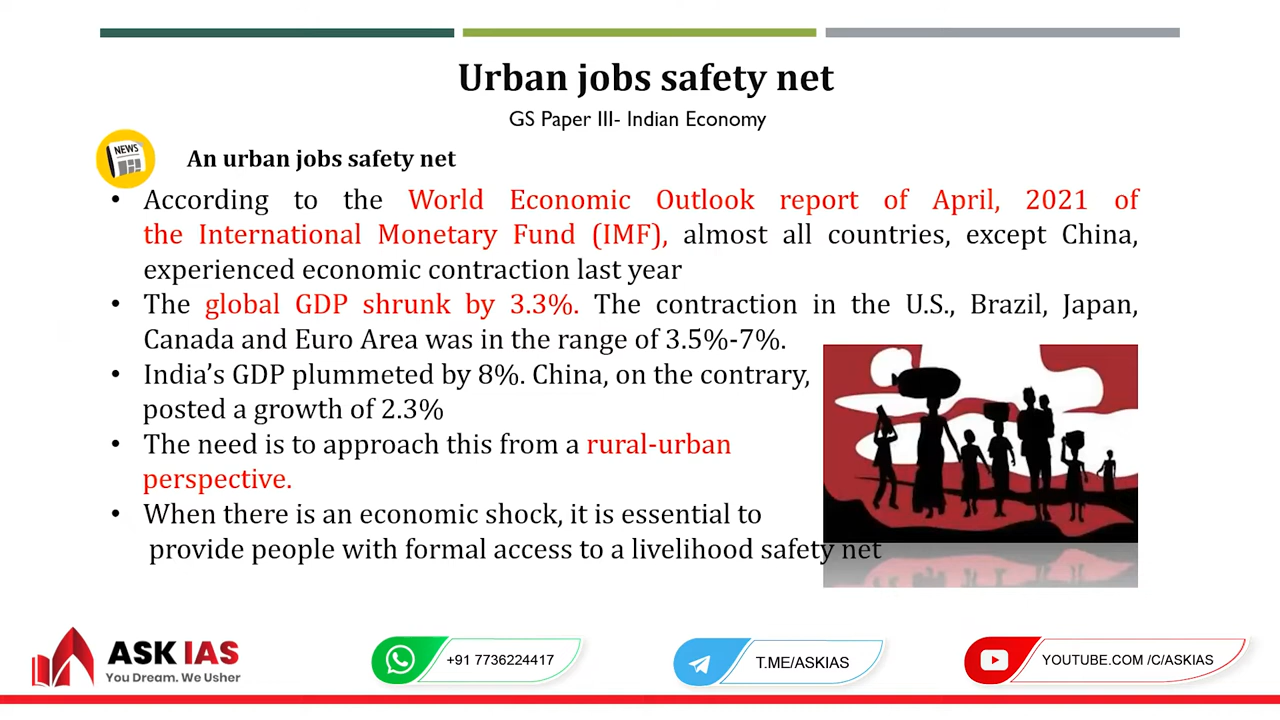 Urban jobs safety net
GS Paper III- Indian Economy
NEWS
An urban jobs safety net
• According to the World Economic Outlook report of April, 2021 of
the International Monetary Fund (IMF), almost all countries, except China,
experienced economic contraction last year
• The global GDP shrunk by 3.3%. The contraction in the U.S., Brazil, Japan,
Canada and Euro Area was in the range of 3.5%-7%.
• India’s GDP plummeted by 8%. China, on the contrary,
posted a growth of 2.3%
• The need is to approach this from a rural-urban
perspective.
• When there is an economic shock, it is essential to
provide people with formal access to a livelihood safety net
ASK IAS
You Dream. We Usher
+91 7736224417
T.ME/ASKIAS
YOUTUBE.COM /C/ASKIAS